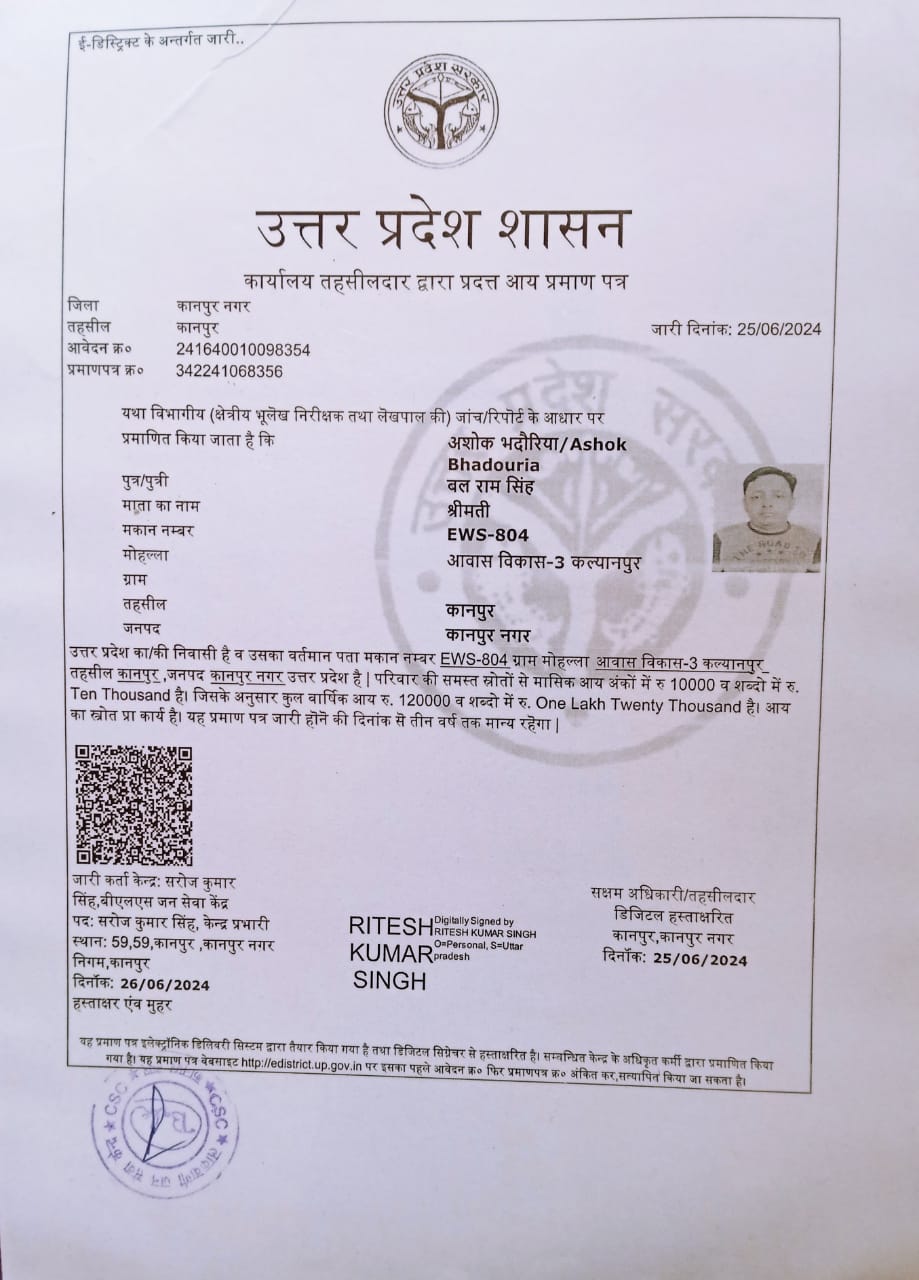 ई-डिस्ट्रिक्ट के अन्तर्गत जारी..
उत्तर प्रदेश सरकार
उत्तर प्रदेश शासन
कार्यालय तहसीलदार द्वारा प्रदत्त आय प्रमाण पत्र
जिला कानपुर नगर
तहसील कानपुर
जारी दिनांक: 25/06/2024
आवेदन क्र० 241640010098354
प्रमाणपत्र क्र० 342241068356
यथा विभागीय (क्षेत्रीय भूलेख निरीक्षक तथा लेखपाल की) जांच/रिपोर्ट के आधार पर
प्रमाणित किया जाता है कि अशोक भदौरिया/Ashok
Bhadouria
पुत्र/पुत्री बल राम सिंह
माता का नाम श्रीमती
मकान नम्बर EWS-804
मोहल्ला आवास विकास-3 कल्यानपुर
ग्राम
तहसील कानपुर
जनपद कानपुर नगर
उत्तर प्रदेश का/की निवासी है व उसका वर्तमान पता मकान नम्बर EWS-804 ग्राम मोहल्ला आवास विकास-3 कल्यानपुर
तहसील कानपुर ,जनपद कानपुर नगर उत्तर प्रदेश है | परिवार की समस्त स्रोतों से मासिक आय अंकों में रु 10000 व शब्दो में रु.
Ten Thousand है। जिसके अनुसार कुल वार्षिक आय रु. 120000 व शब्दो में रु. One Lakh Twenty Thousand है। आय
का स्रोत प्रा कार्य है। यह प्रमाण पत्र जारी होने की दिनांक से तीन वर्ष तक मान्य रहेगा |
जारी कर्ता केन्द्र: सरोज कुमार
सिंह,बीएलएस जन सेवा केंद्र
पद: सरोज कुमार सिंह, केन्द्र प्रभारी
स्थान: 59,59,कानपुर ,कानपुर नगर
निगम,कानपुर
दिनॉक: 26/06/2024
हस्ताक्षर एंव मुहर
RITESH
KUMAR
SINGH
Digitally Signed by
RITESH KUMAR SINGH
O=Personal, S=Uttar
pradesh
सक्षम अधिकारी/तहसीलदार
डिजिटल हस्ताक्षरित
कानपुर,कानपुर नगर
दिनॉक: 25/06/2024
यह प्रमाण पत्र इलेक्ट्रॉनिक डिलिवरी सिस्टम द्वारा तैयार किया गया है तथा डिजिटल सिग्नेचर से हस्ताक्षरित है। सम्बन्धित केन्द्र के अधिकृत कर्मी द्वारा प्रमाणित किया
गया है। यह प्रमाण पत्र वेबसाइट http://edistrict.up.gov.in पर इसका पहले आवेदन क्र० फिर प्रमाणपत्र क्र० अंकित कर,सत्यापित किया जा सकता है।
CSC
CSC